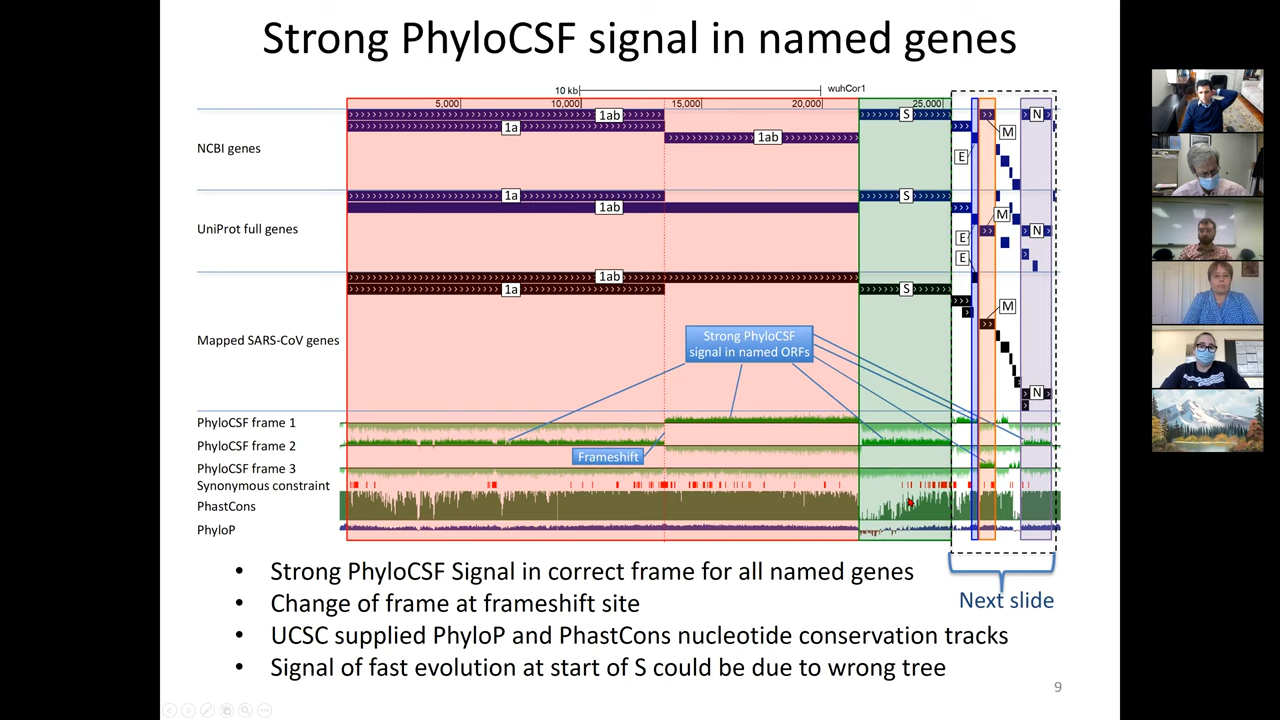 Strong PhyloCSF signal in named genes
10 kb
wuhCor1
5,000
10,000
15,000
20,000
25,000
NCBI genes
1ab
1a
1ab
S
E
M
N
UniProt full genes
1a
1ab
S
E
M
N
Mapped SARS-CoV genes
1ab
1a
S
E
M
N
Strong PhyloCSF
signal in named ORFs
Frameshift
PhyloCSF frame 1
PhyloCSF frame 2
PhyloCSF frame 3
Synonymous constraint
PhastCons
PhyloP
• Strong PhyloCSF Signal in correct frame for all named genes
• Change of frame at frameshift site
• UCSC supplied PhyloP and PhastCons nucleotide conservation tracks
• Signal of fast evolution at start of S could be due to wrong tree
Next slide
9